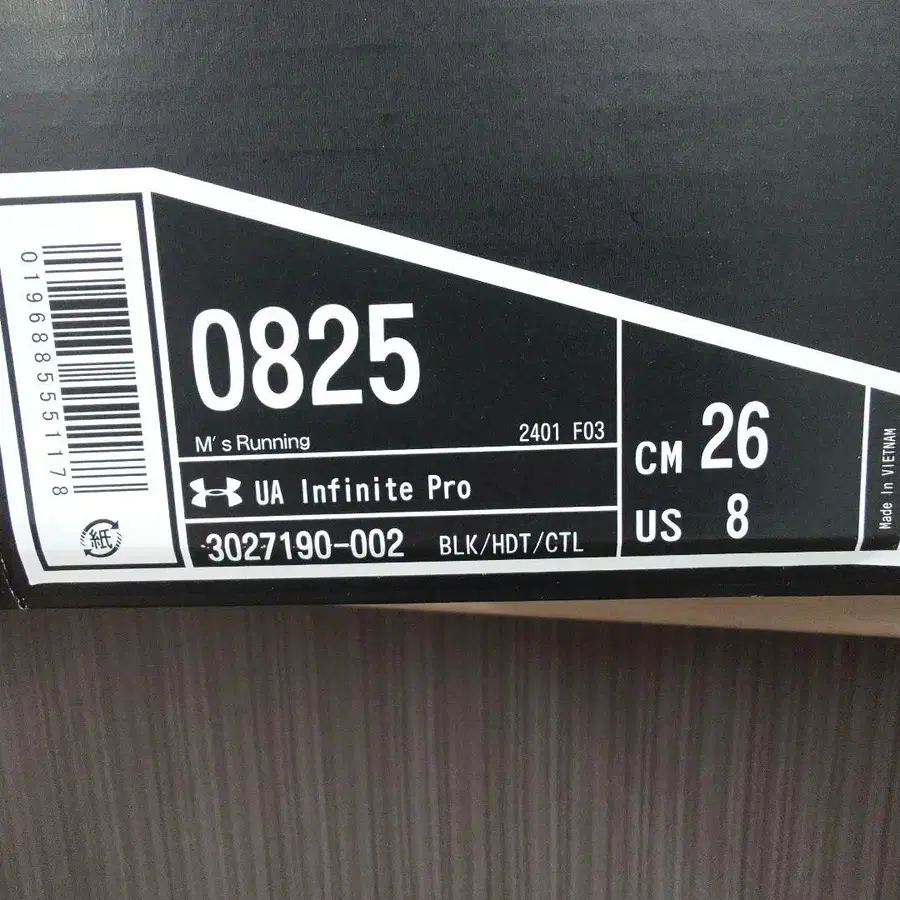 0196885551178
紙
0825
M's Running
2401 F03
UA Infinite Pro
3027190-002 BLK/HDT/CTL
CM 26
US 8
Made In VIETNAM